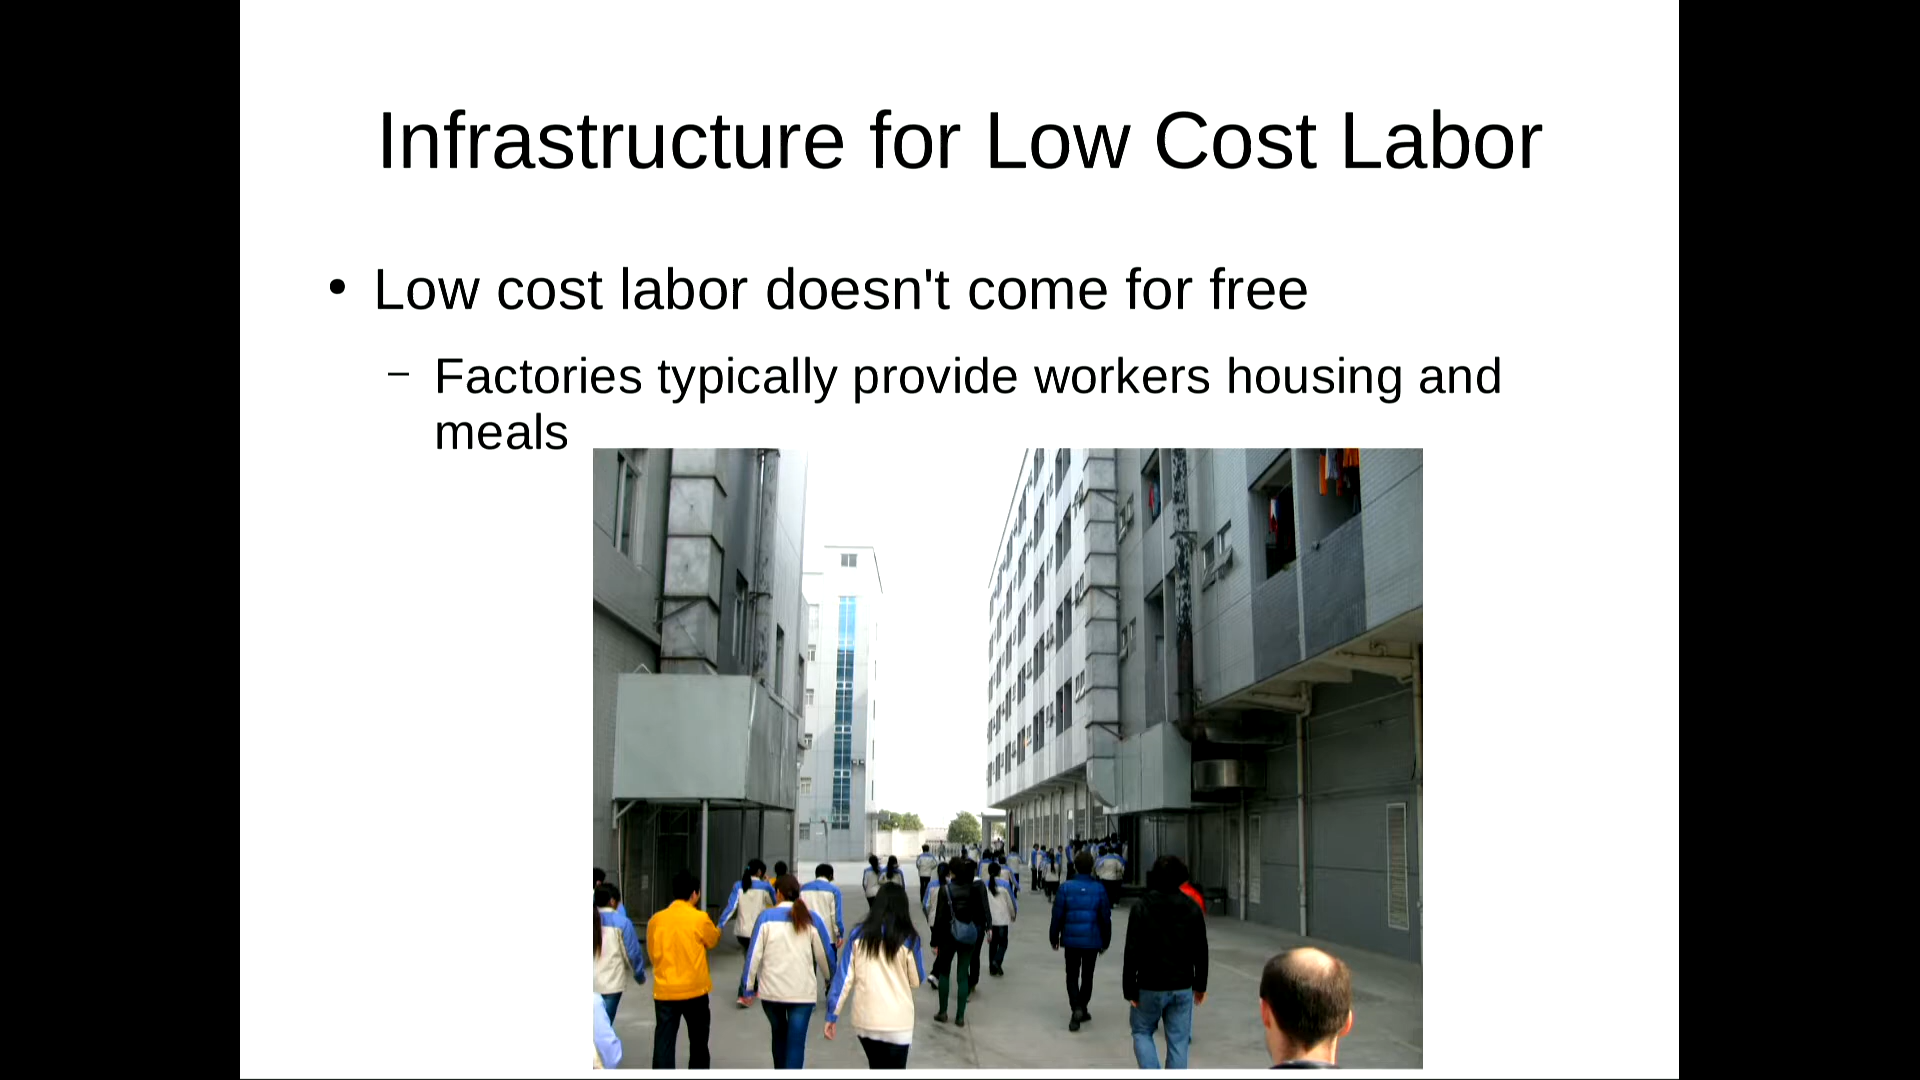 Infrastructure for Low Cost Labor
• Low cost labor doesn't come for free
– Factories typically provide workers housing and
meals